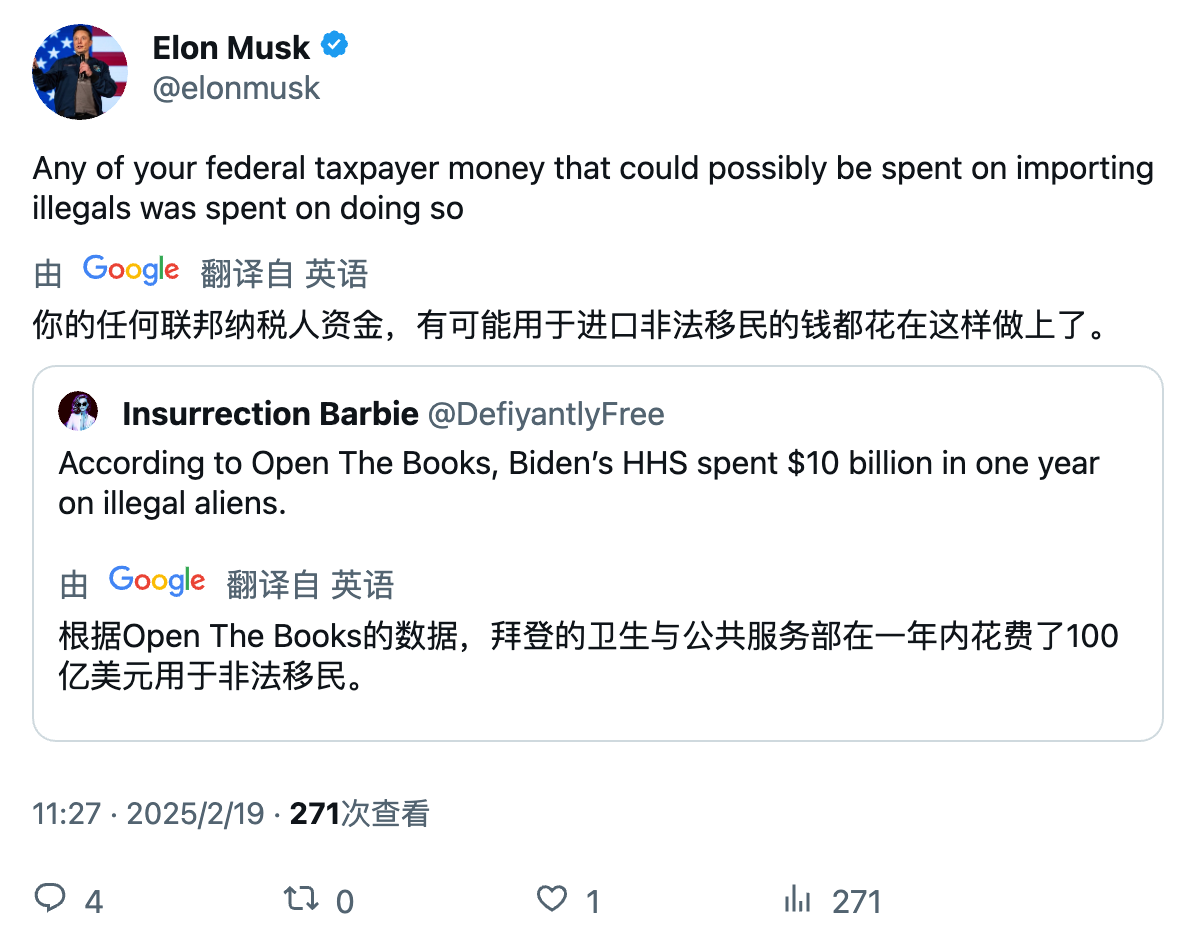 Elon Musk
@elonmusk
Any of your federal taxpayer money that could possibly be spent on importing
illegals was spent on doing so
由 Google 翻译自 英语
你的任何联邦纳税人资金，有可能用于进口非法移民的钱都花在这样做上了。
Insurrection Barbie @DefiyantlyFree
According to Open The Books, Biden’s HHS spent $10 billion in one year
on illegal aliens.
由 Google 翻译自 英语
根据Open The Books的数据，拜登的卫生与公共服务部在一年内花费了100
亿美元用于非法移民。
11:27 · 2025/2/19 · 271次查看
4 0 1 271